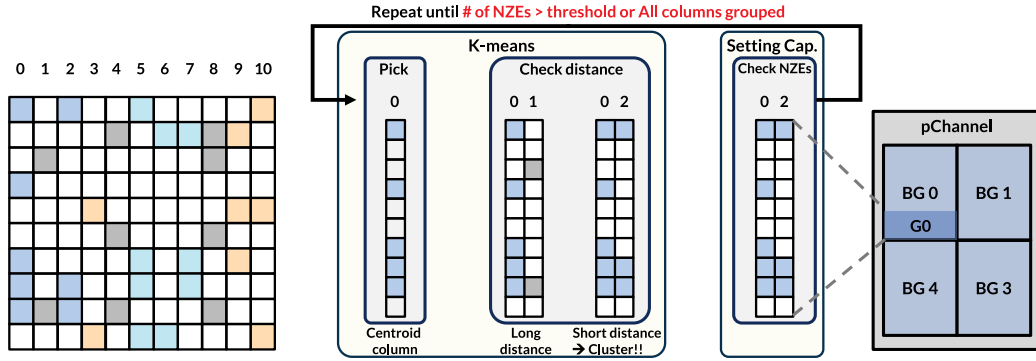 Repeat until # of NZEs > threshold or All columns grouped
K-means
Setting Cap.
0 1 2 3 4 5 6 7 8 9 10
Pick
Check distance
Check NZEs
0
0 1
0 2
0 2
pChannel
BG 0
BG 1
G0
BG 4
BG 3
Centroid
column
Long
distance
Short distance
→ Cluster!!